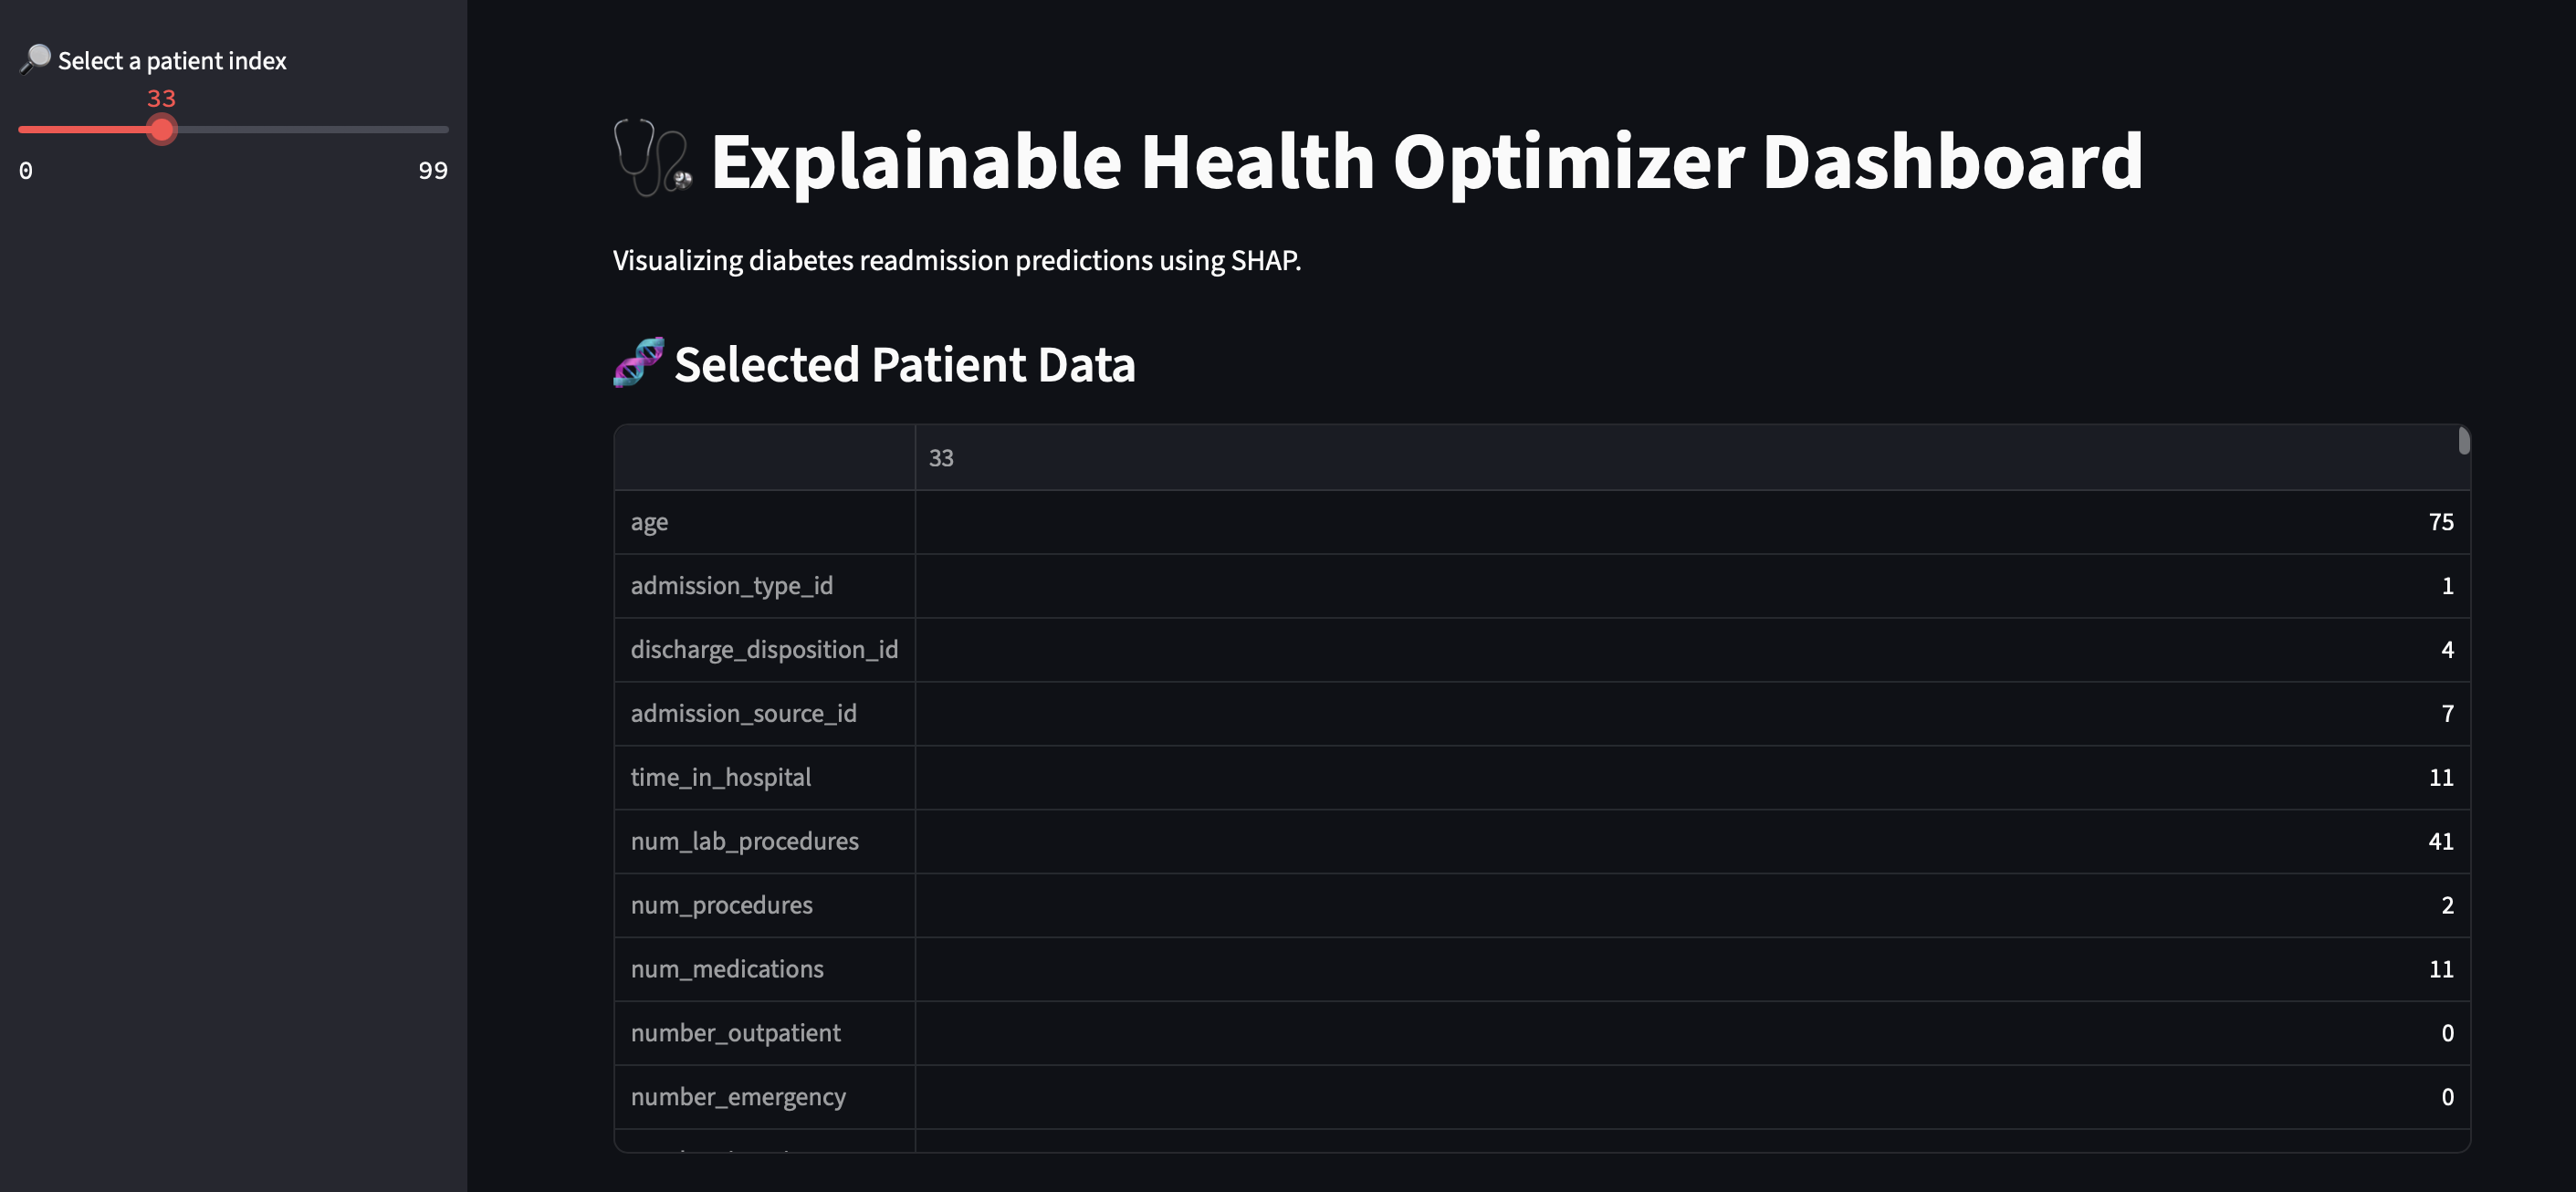 Select a patient index
33
0 99
Explainable Health Optimizer Dashboard
Visualizing diabetes readmission predictions using SHAP.
Selected Patient Data
33
age 75
admission_type_id 1
discharge_disposition_id 4
admission_source_id 7
time_in_hospital 11
num_lab_procedures 41
num_procedures 2
num_medications 11
number_outpatient 0
number_emergency 0